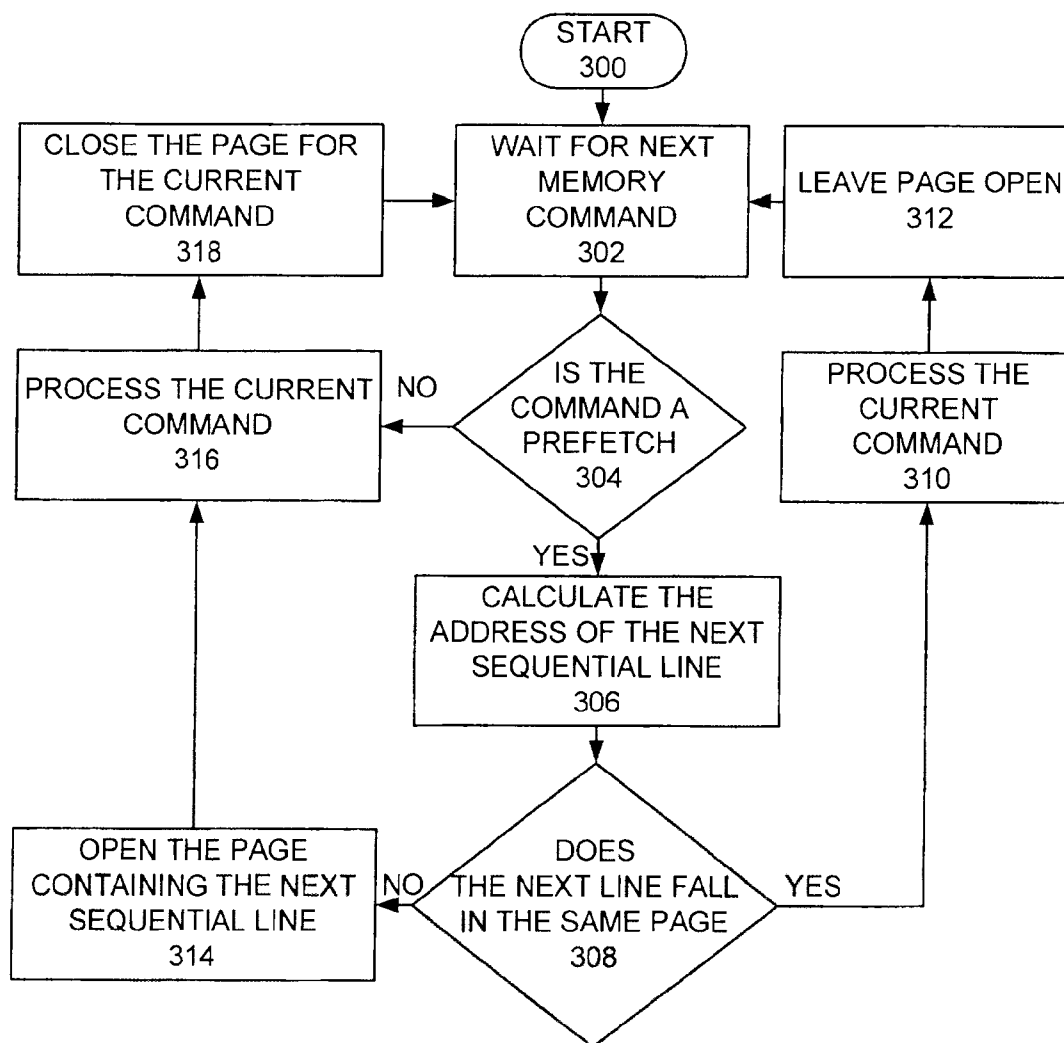 START
300
CLOSE THE PAGE FOR
THE CURRENT
COMMAND
318
WAIT FOR NEXT
MEMORY
COMMAND
302
LEAVE PAGE OPEN
312
PROCESS THE CURRENT
COMMAND
316
NO
IS THE
COMMAND A
PREFETCH
304
PROCESS THE
CURRENT
COMMAND
310
YES
CALCULATE THE
ADDRESS OF THE NEXT
SEQUENTIAL LINE
306
OPEN THE PAGE
CONTAINING THE NEXT
SEQUENTIAL LINE
314
NO
DOES
THE NEXT LINE FALL
IN THE SAME PAGE
308
YES